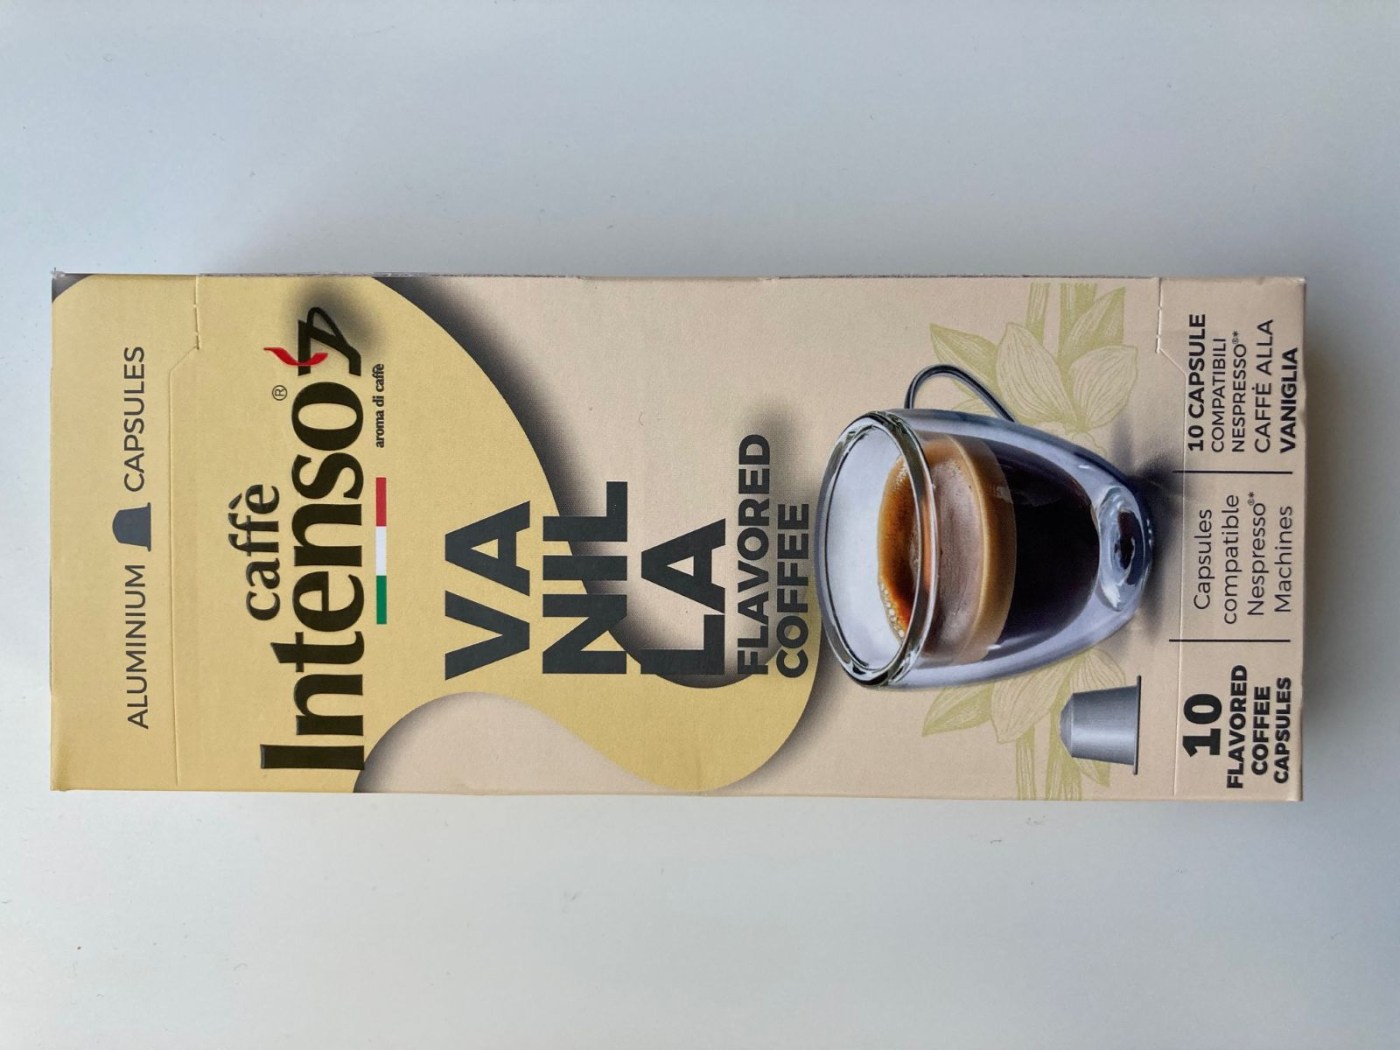 ALUMINIUM CAPSULES
caffè
Intenso®
aroma di caffè
VA
NIL
LA
FLAVORED
COFFEE
10
FLAVORED
COFFEE
CAPSULES
Capsules
compatible
Nespresso®*
Machines
10 CAPSULE
COMPATIBILI
NESPRESSO®*
CAFFÈ ALLA
VANIGLIA